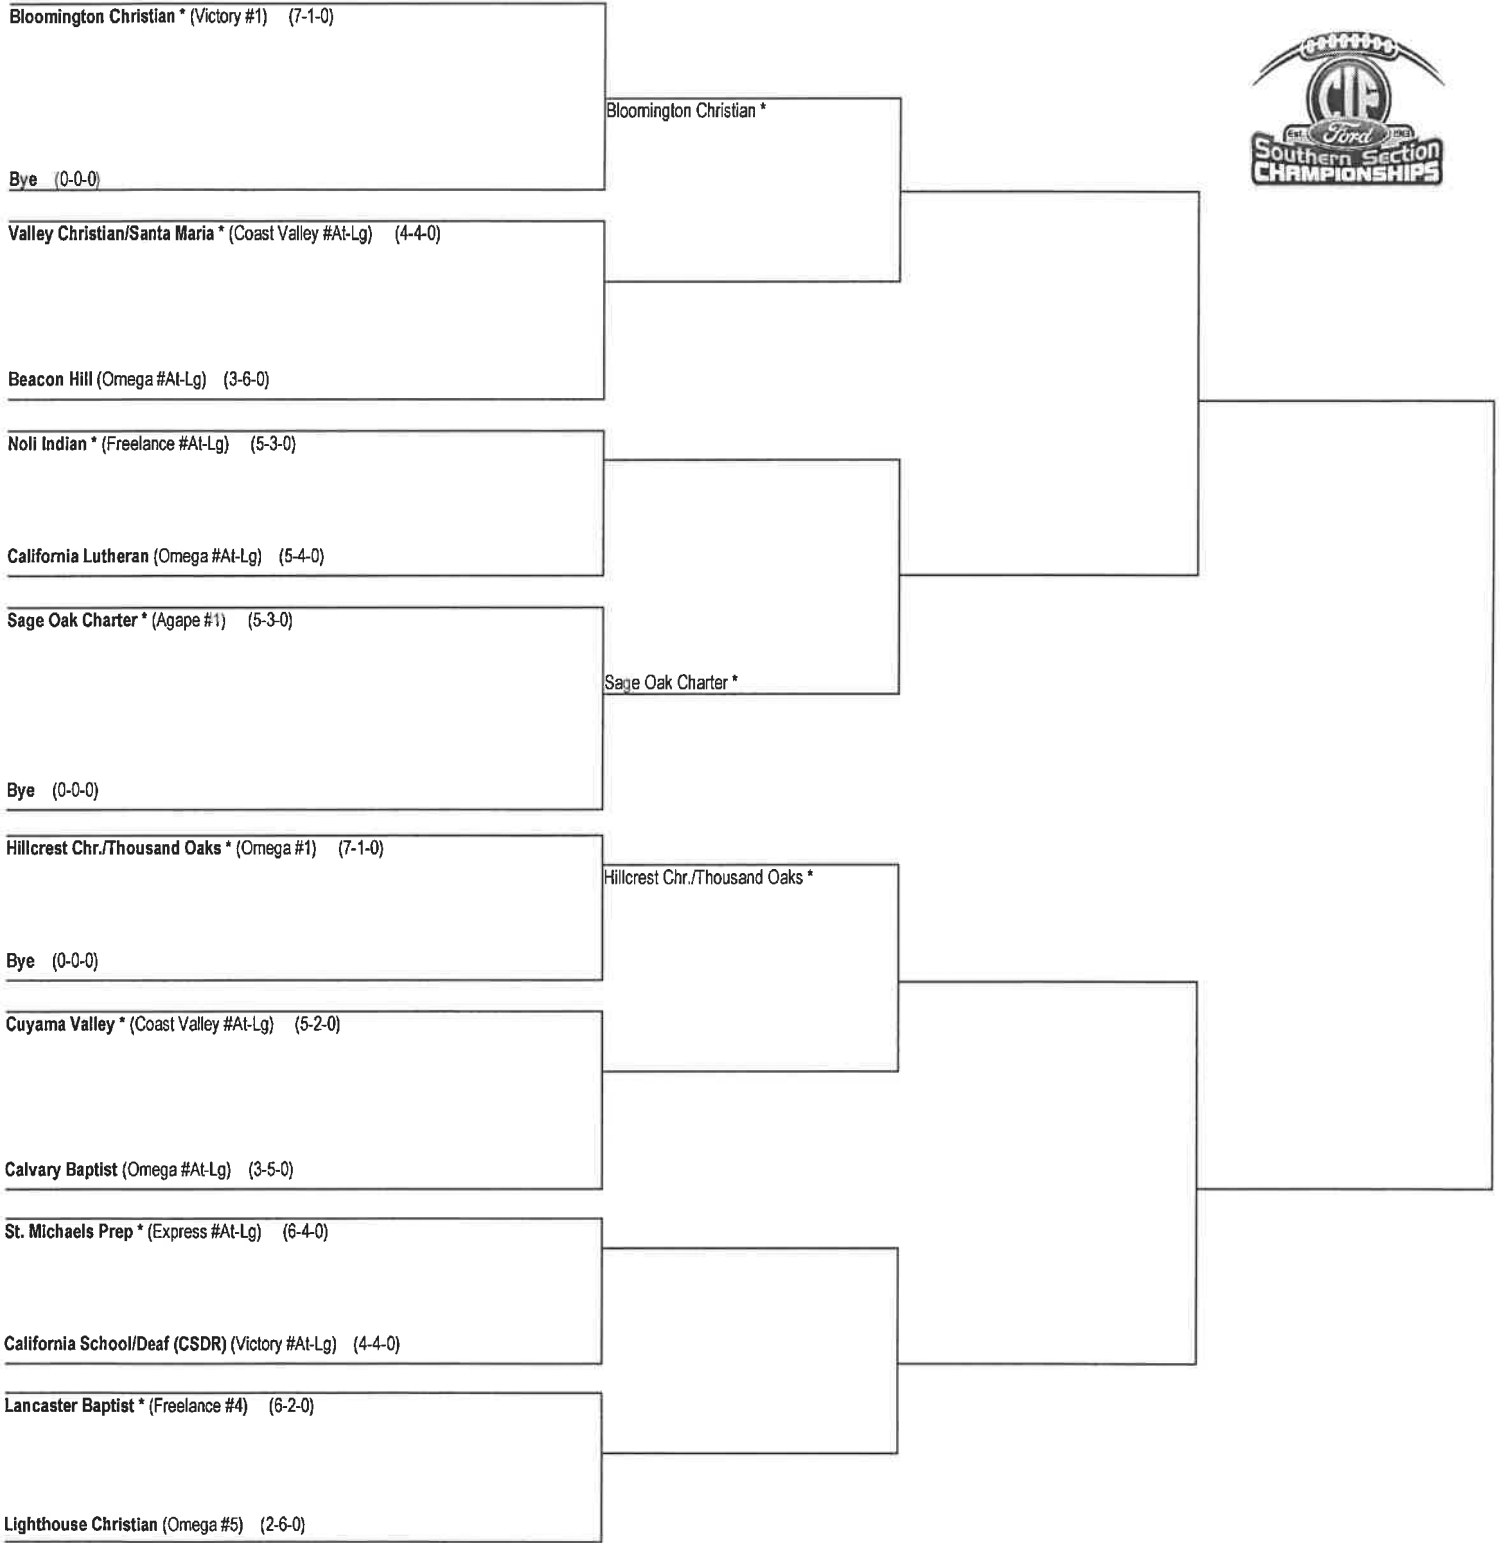 Bloomington Christian * (Victory #1) (7-1-0)
CIF
Est. Ford 1913
Southern Section
CHAMPIONSHIPS
Bloomington Christian *
Bye (0-0-0)
Valley Christian/Santa Maria * (Coast Valley #At-Lg) (4-4-0)
Beacon Hill (Omega #At-Lg) (3-6-0)
Noli Indian * (Freelance #At-Lg) (5-3-0)
California Lutheran (Omega #At-Lg) (5-4-0)
Sage Oak Charter * (Agape #1) (5-3-0)
Sage Oak Charter *
Bye (0-0-0)
Hillcrest Chr./Thousand Oaks * (Omega #1) (7-1-0)
Hillcrest Chr./Thousand Oaks *
Bye (0-0-0)
Cuyama Valley * (Coast Valley #At-Lg) (5-2-0)
Calvary Baptist (Omega #At-Lg) (3-5-0)
St. Michaels Prep * (Express #At-Lg) (6-4-0)
California School/Deaf (CSDR) (Victory #At-Lg) (4-4-0)
Lancaster Baptist * (Freelance #4) (6-2-0)
Lighthouse Christian (Omega #5) (2-6-0)